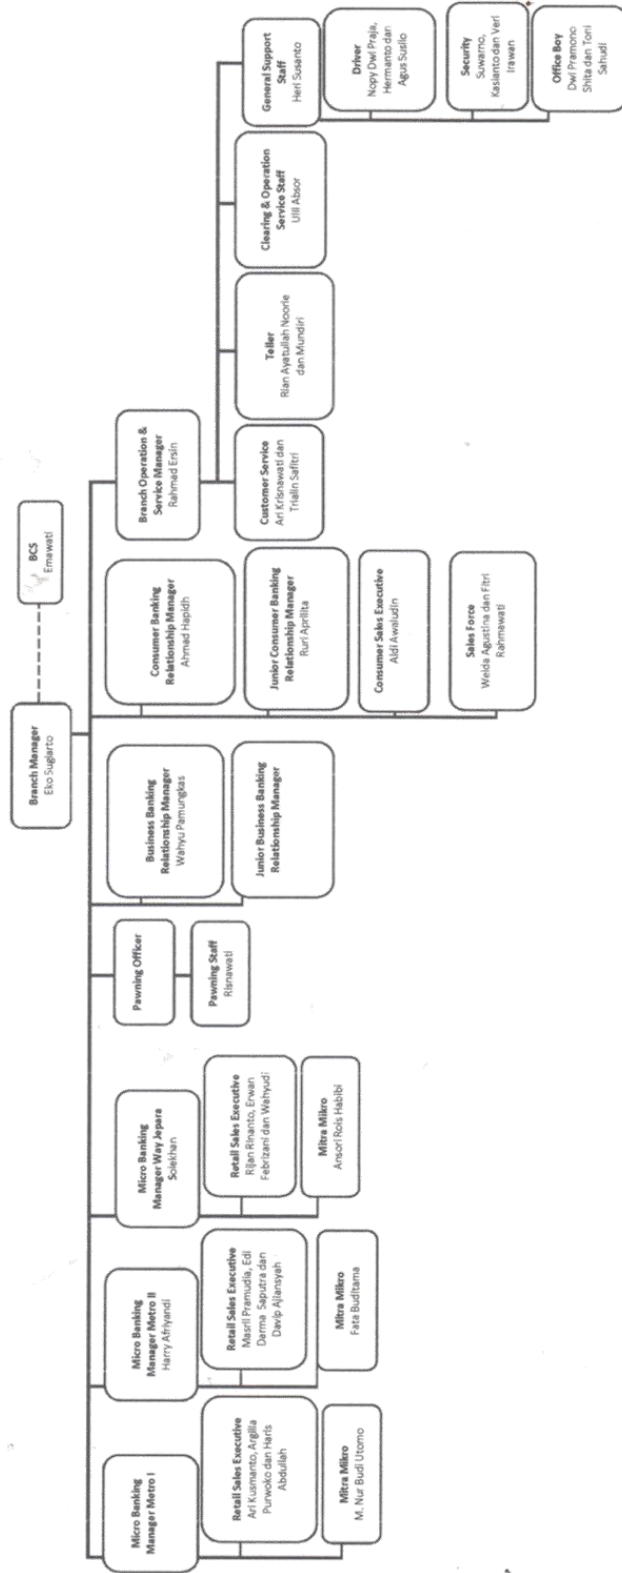 Branch Manager
Eko Sugiarto
BCS
Emawati
Micro Banking
Manager Metro I
Retail Sales Executive
Ari Kusmanto, Argilia
Purwoko dan Haris
Abdullah
Mitra Mikro
M. Nur Budi Utomo
Micro Banking
Manager Metro II
Harry Afriyandi
Retail Sales Executive
Masril Pramudia, Edi
Darma Saputra dan
Davip Ajiansyah
Mitra Mikro
Fata Buditama
Micro Banking
Manager Way Jepara
Solekhan
Retail Sales Executive
Rijan Rinanto, Erwan
Febrizani dan Wahyudi
Mitra Mikro
Ansori Rois Habibi
Pawning Officer
Pawning Staff
Risnawati
Business Banking
Relationship Manager
Wahyu Pamungkas
Junior Business Banking
Relationship Manager
Consumer Banking
Relationship Manager
Ahmad Hapidh
Junior Consumer Banking
Relationship Manager
Ruri Aprilita
Consumer Sales Executive
Aldi Awaludin
Sales Force
Welda Agustina dan Fitri
Rahmawati
Branch Operation &
Service Manager
Rahmad Ersin
Customer Service
Ari Krisnawati dan
Trialin Safitri
Teller
Rian Ayatullah Noorie
dan Mundiri
Clearing & Operation
Service Staff
Ulil Absor
General Support
Staff
Heri Susanto
Driver
Nopy Dwi Praja,
Hermanto dan
Agus Susilo
Security
Suwarno,
Kasianto dan Veri
Irawan
Office Boy
Dwi Pramono
Shita dan Toni
Sahudi